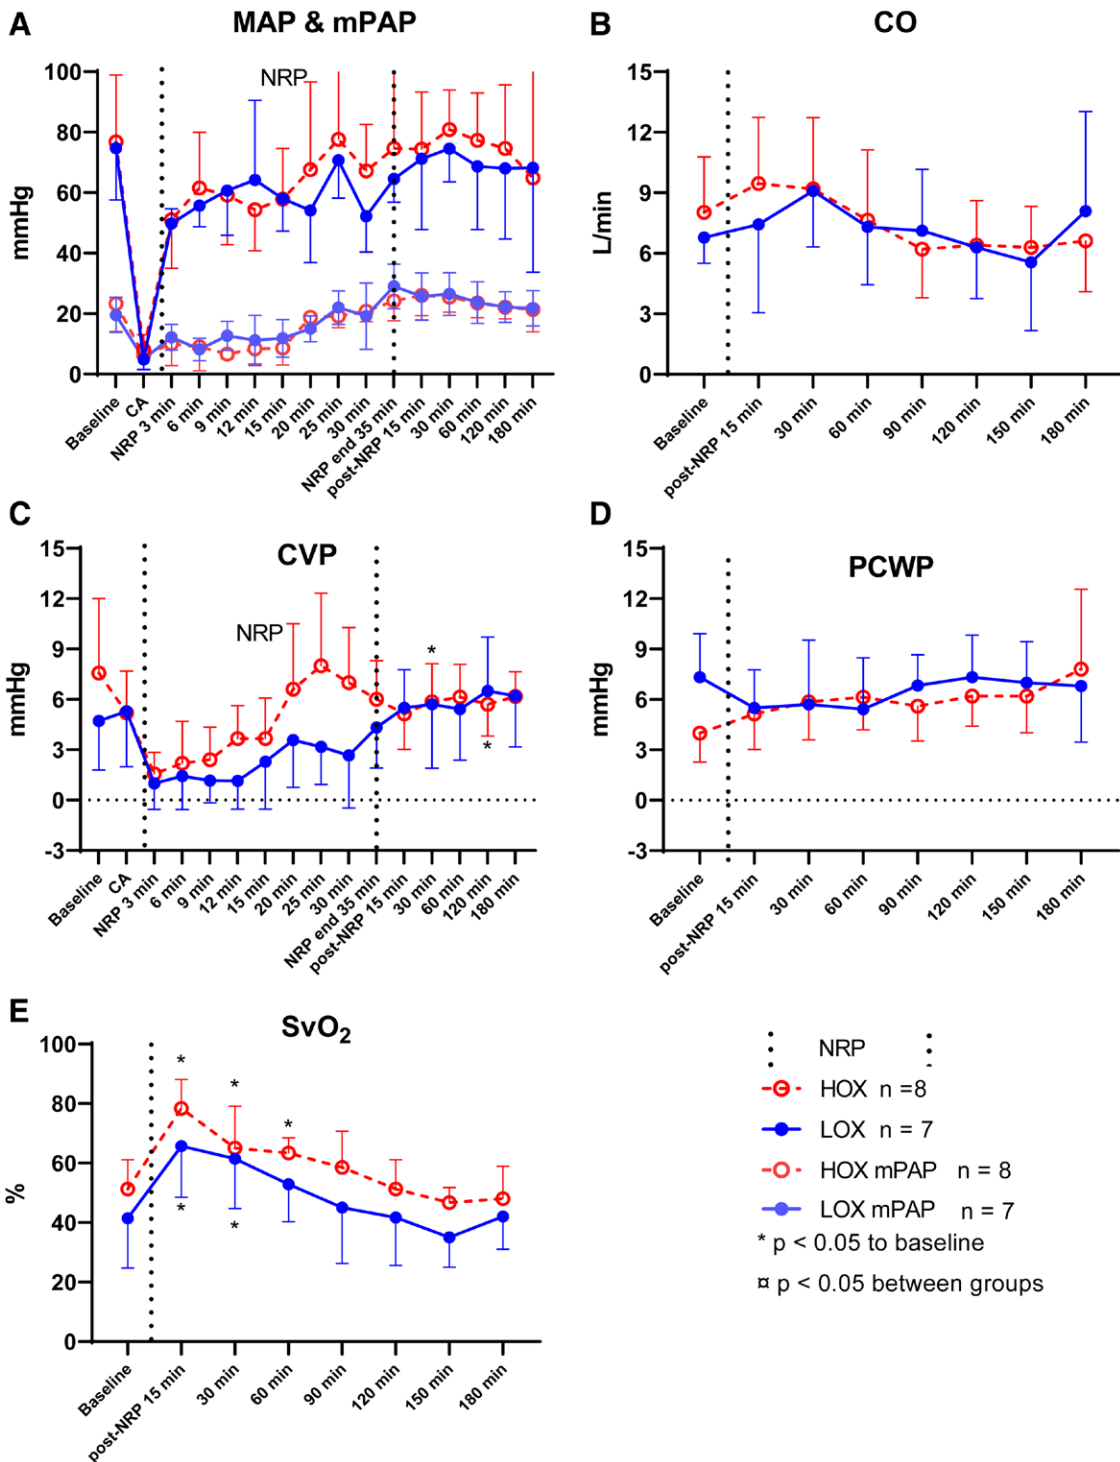 A
MAP & mPAP
mmHg
100
80
60
40
20
0
NRP
Baseline
CA
NRP 3 min
6 min
9 min
12 min
15 min
20 min
25 min
30 min
NRP end 35 min
post-NRP 15 min
30 min
60 min
120 min
180 min
B
CO
L/min
15
12
9
6
3
0
Baseline
post-NRP 15 min
30 min
60 min
90 min
120 min
150 min
180 min
C
CVP
mmHg
15
12
9
6
3
0
-3
NRP
*
*
Baseline
CA
NRP 3 min
6 min
9 min
12 min
15 min
20 min
25 min
30 min
NRP end 35 min
post-NRP 15 min
30 min
60 min
120 min
180 min
D
PCWP
mmHg
15
12
9
6
3
0
-3
Baseline
post-NRP 15 min
30 min
60 min
90 min
120 min
150 min
180 min
E
SvO₂
%
100
80
60
40
20
0
*
*
*
*
*
Baseline
post-NRP 15 min
30 min
60 min
90 min
120 min
150 min
180 min
NRP
HOX n =8
LOX n = 7
HOX mPAP n = 8
LOX mPAP n = 7
* p < 0.05 to baseline
¤ p < 0.05 between groups